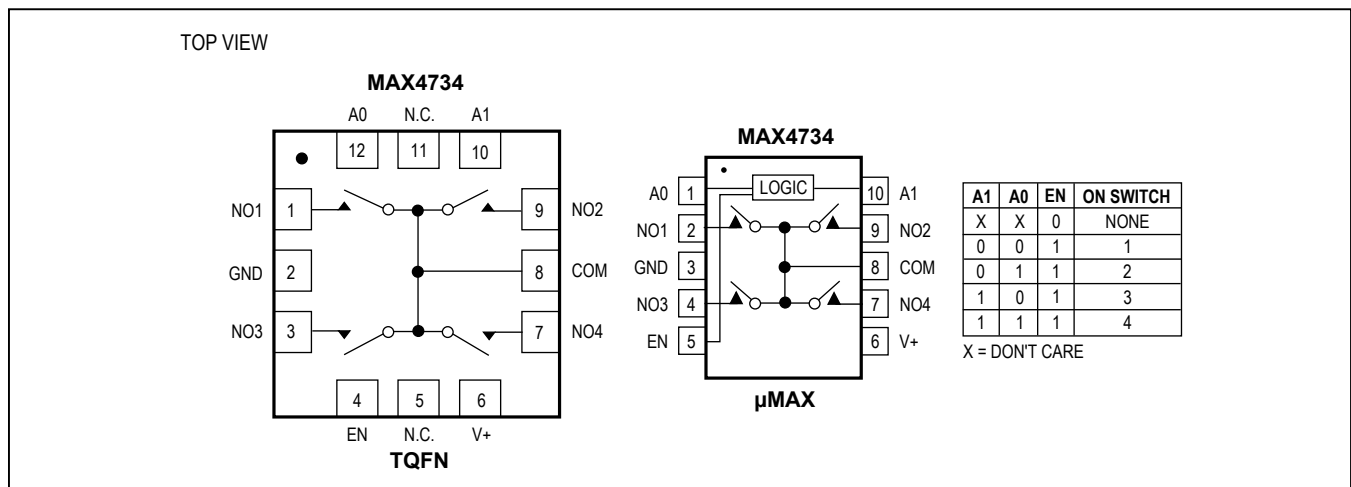 TOP VIEW
MAX4734
A0 N.C. A1
12 11 10
NO1 1 9 NO2
GND 2 8 COM
NO3 3 7 NO4
4 5 6
EN N.C. V+
TQFN
MAX4734
LOGIC
A0 1 10 A1
NO1 2 9 NO2
GND 3 8 COM
NO3 4 7 NO4
EN 5 6 V+
µMAX
A1 A0 EN ON SWITCH
X X 0 NONE
0 0 1 1
0 1 1 2
1 0 1 3
1 1 1 4
X = DON'T CARE